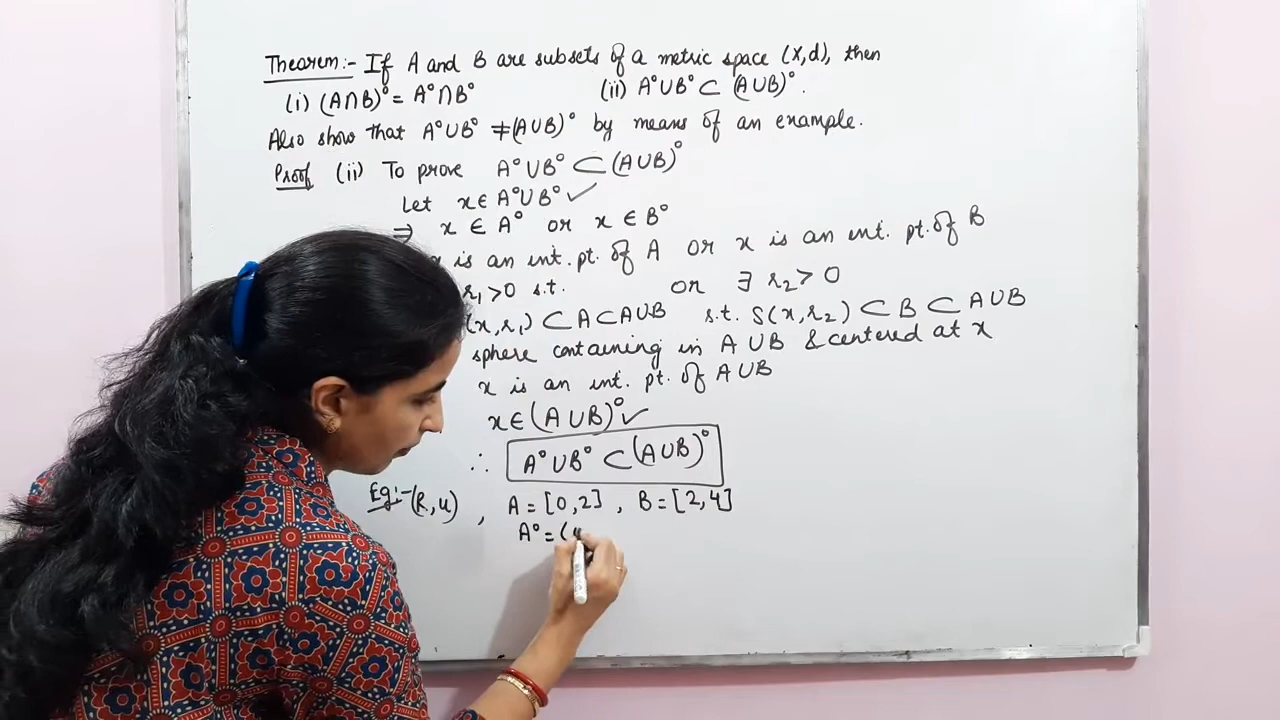 Theorem:- If A and B are subsets of a metric space (X,d), then
(i) (A∩B)° = A°∩B° (ii) A°∪B° ⊂ (A∪B)°.
Also show that A°∪B° ≠ (A∪B)° by means of an example.
Proof (ii) To prove A°∪B° ⊂ (A∪B)°
Let x∈ A°∪B° ✓
⇒ x ∈ A° or x ∈ B°
x is an int. pt. of A or x is an int. pt. of B
r₁>0 s.t. or ∃ r₂>0
(x,r₁) ⊂ A⊂A∪B s.t. S(x,r₂) ⊂ B ⊂ A∪B
sphere containing in A∪B & centered at x
x is an int. pt. of A∪B
x∈(A∪B)° ✓
∴ A°∪B° ⊂ (A∪B)°
Eg:- (R,u), A = [0,2], B = [2,4]
A° = (